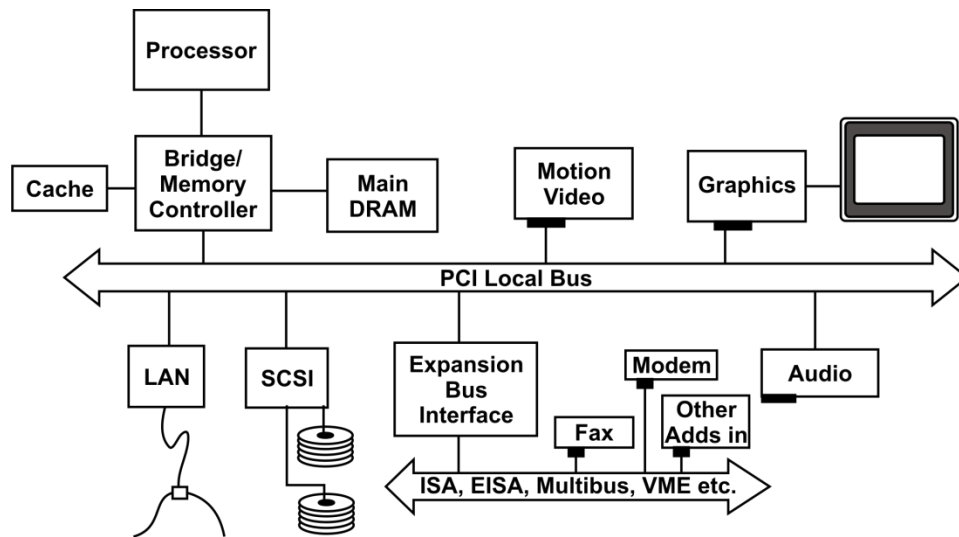 Processor
Bridge/
Memory
Controller
Cache
Main
DRAM
Motion
Video
Graphics
PCI Local Bus
LAN
SCSI
Expansion
Bus
Interface
Modem
Audio
Fax
Other
Adds in
ISA, EISA, Multibus, VME etc.